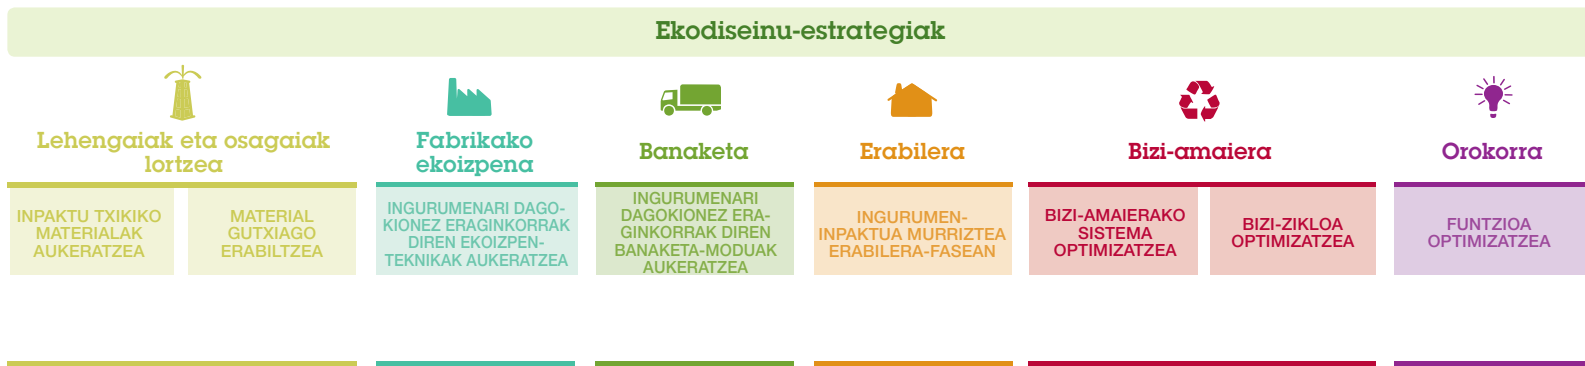 Ekodiseinu-estrategiak
Lehengaiak eta osagaiak
lortzea
Fabrikako
ekoizpena
Banaketa
Erabilera
Bizi-amaiera
Orokorra
INPAKTU TXIKIKO
MATERIALAK
AUKERATZEA
MATERIAL
GUTXIAGO
ERABILTZEA
INGURUMENARI DAGO-
KIONEZ ERAGINKORRAK
DIREN EKOIZPEN-
TEKNIKAK AUKERATZEA
INGURUMENARI
DAGOKIONEZ ERA-
GINKORRAK DIREN
BANAKETA-MODUAK
AUKERATZEA
INGURUMEN-
INPAKTUA MURRIZTEA
ERABILERA-FASEAN
BIZI-AMAIERAKO
SISTEMA
OPTIMIZATZEA
BIZI-ZIKLOA
OPTIMIZATZEA
FUNTZIOA
OPTIMIZATZEA